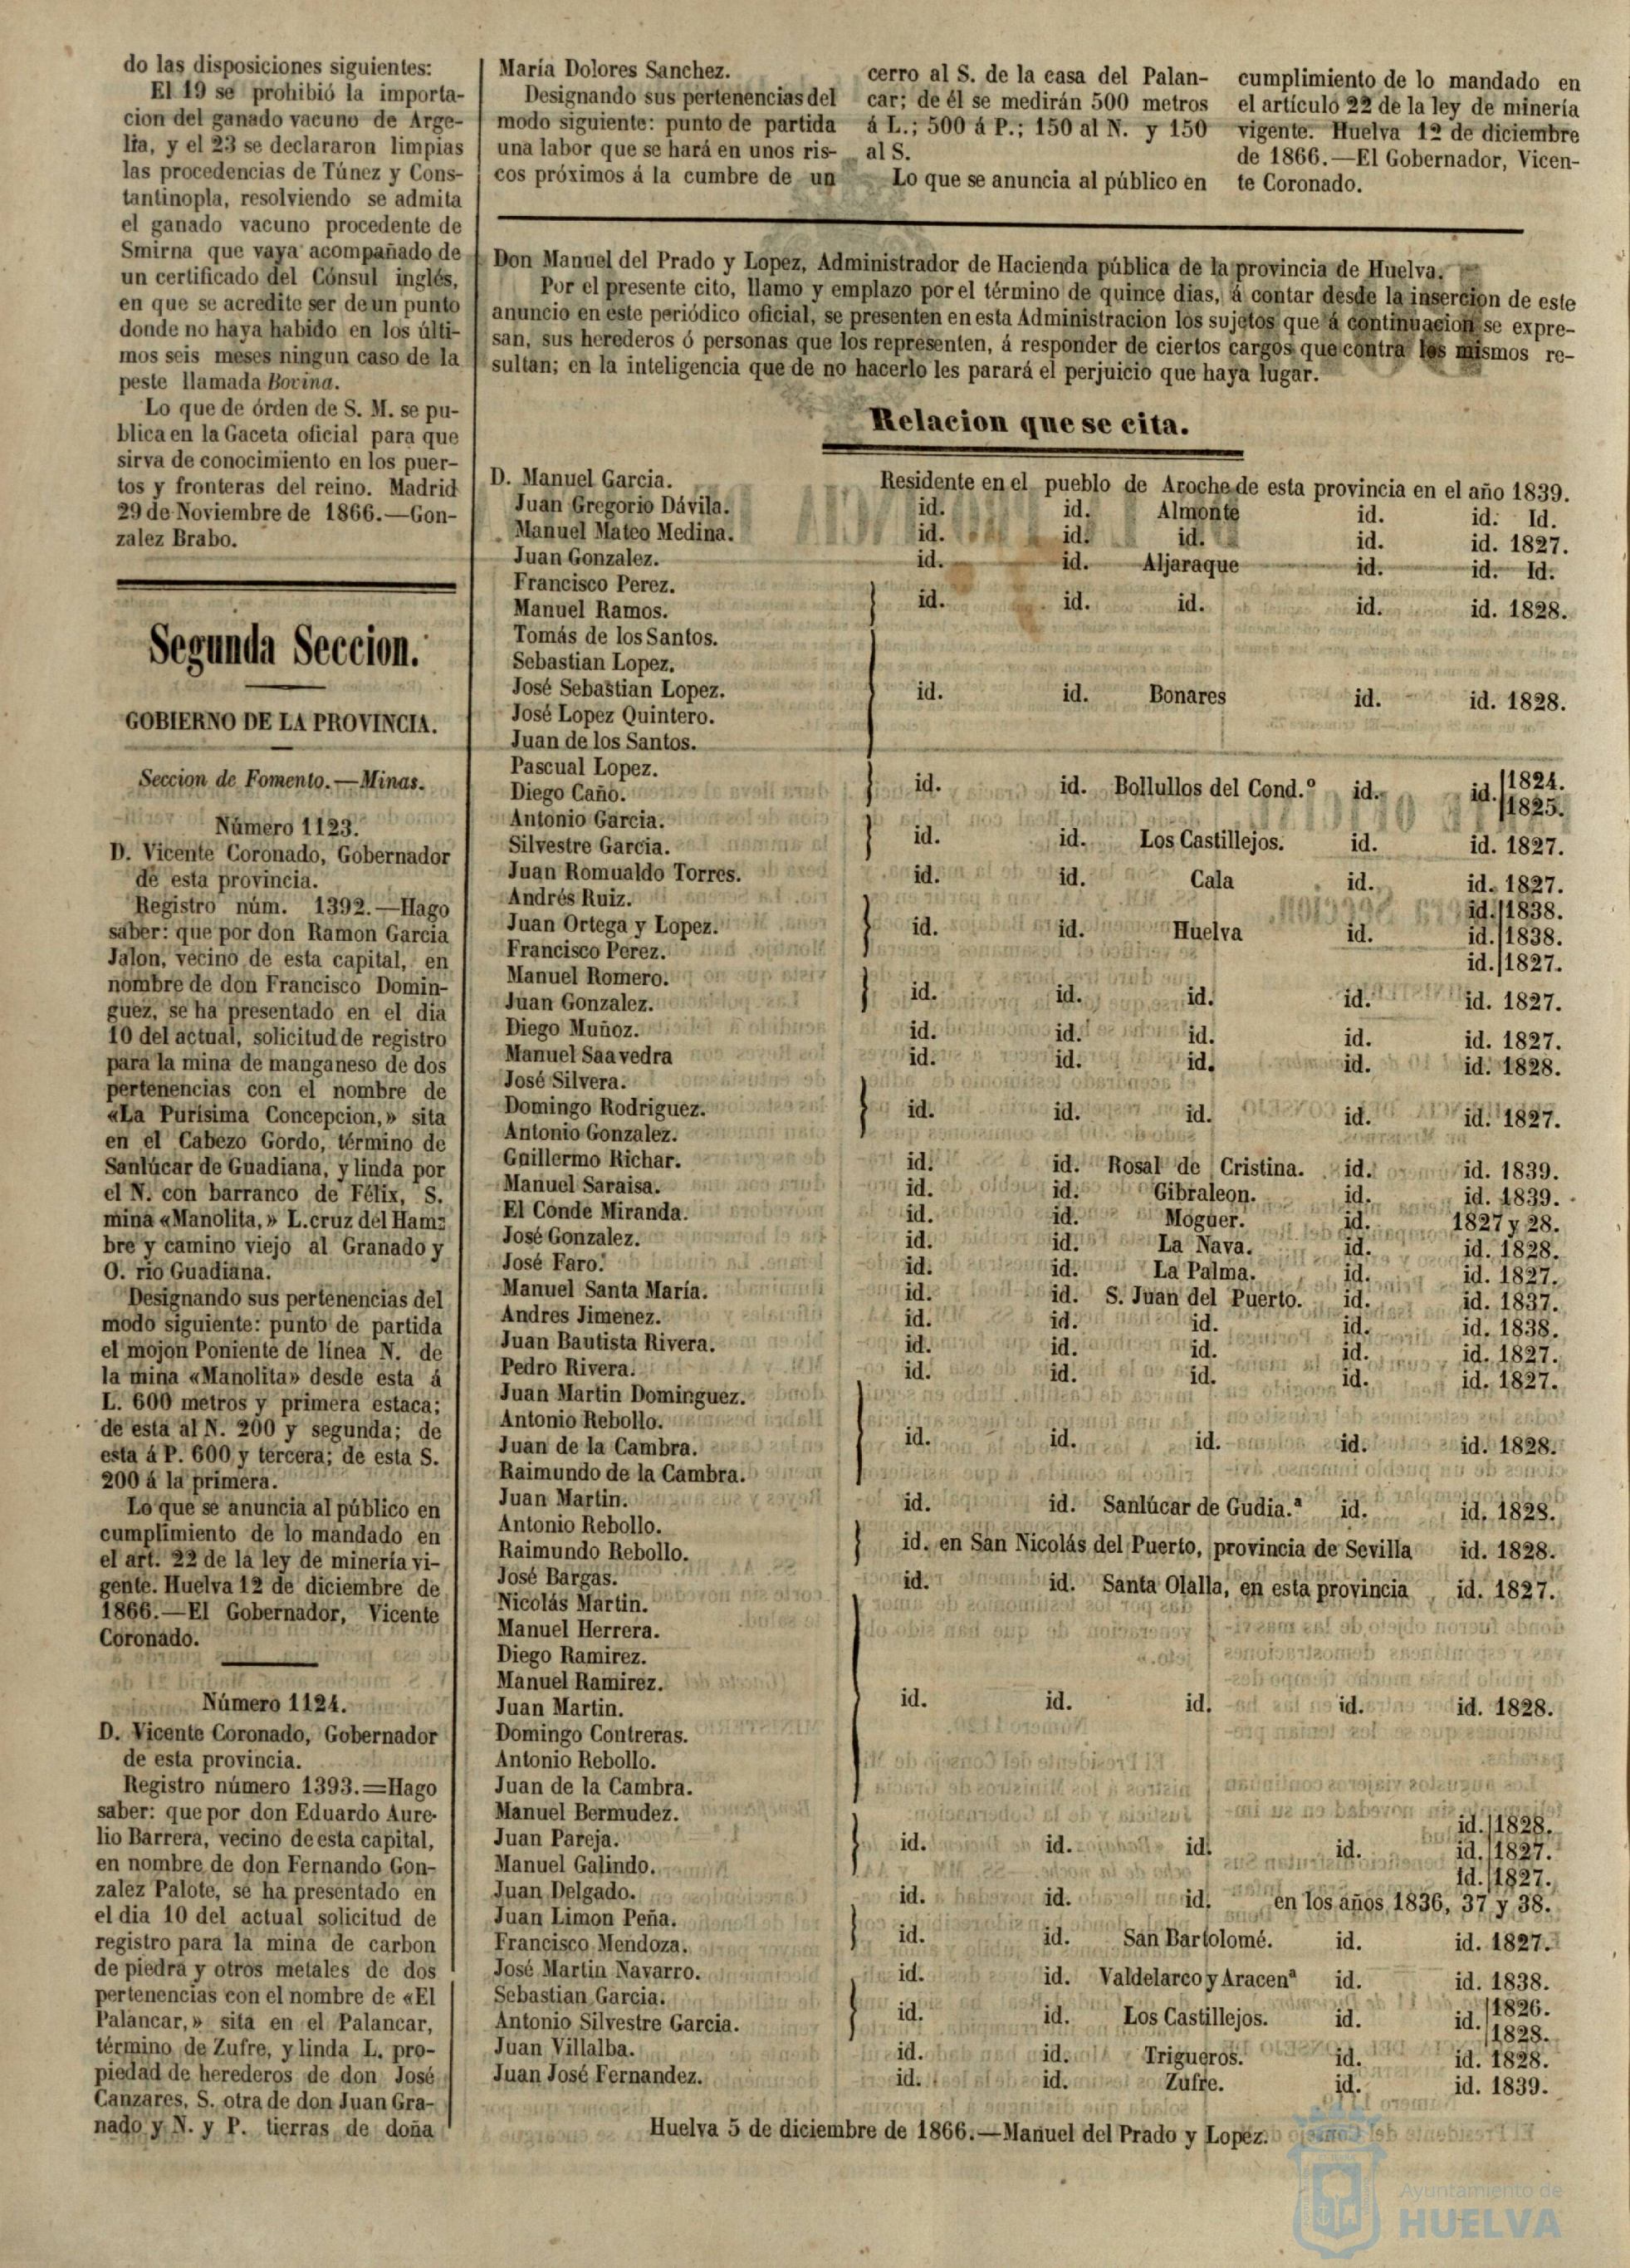 do las disposiciones siguientes:
El 19 se prohibió la importa-
cion del ganado vacuno de Arge-
lia, y el 23 se declararon limpias
las procedencias de Túnez y Cons-
tantinopla, resolviendo se admita
el ganado vacuno procedente de
Smirna que vaya acompañado de
un certificado del Cónsul inglés,
en que se acredite ser de un punto
donde no haya habido en los últi-
mos seis meses ningun caso de la
peste llamada Bovina.
Lo que de órden de S. M. se pu-
blica en la Gaceta oficial para que
sirva de conocimiento en los puer-
tos y fronteras del reino. Madrid
29 de Noviembre de 1866.—Gon-
zalez Brabo.
Segunda Seccion.
GOBIERNO DE LA PROVINCIA.
Seccion de Fomento.—Minas.
Número 1123.
D. Vicente Coronado, Gobernador
de esta provincia.
Registro núm. 1392.—Hago
saber: que por don Ramon Garcia
Jalon, vecino de esta capital, en
nombre de don Francisco Domin-
guez, se ha presentado en el dia
10 del actual, solicitud de registro
para la mina de manganeso de dos
pertenencias con el nombre de
«La Purisima Concepcion,» sita
en el Cabezo Gordo, término de
Sanlúcar de Guadiana, y linda por
el N. con barranco de Félix, S.
mina «Manolita,» L. cruz del Ham-
bre y camino viejo al Granado y
O. rio Guadiana.
Designando sus pertenencias del
modo siguiente: punto de partida
el mojon Poniente de línea N. de
la mina «Manolita» desde esta á
L. 600 metros y primera estaca;
de esta al N. 200 y segunda; de
esta á P. 600 y tercera; de esta S.
200 á la primera.
Lo que se anuncia al público en
cumplimiento de lo mandado en
el art. 22 de la ley de minería vi-
gente. Huelva 12 de diciembre de
1866.—El Gobernador, Vicente
Coronado.
Número 1124.
D. Vicente Coronado, Gobernador
de esta provincia.
Registro número 1393.=Hago
saber: que por don Eduardo Aure-
lio Barrera, vecino de esta capital,
en nombre de don Fernando Gon-
zalez Palote, se ha presentado en
el dia 10 del actual solicitud de
registro para la mina de carbon
de piedra y otros metales de dos
pertenencias con el nombre de «El
Palancar,» sita en el Palancar,
término de Zufre, y linda L. pro-
piedad de herederos de don José
Canzares, S. otra de don Juan Gra-
nado y N. y P. tierras de doña
María Dolores Sanchez.
Designando sus pertenencias del
modo siguiente: punto de partida
una labor que se hará en unos ris-
cos próximos á la cumbre de un
cerro al S. de la casa del Palan-
car; de él se medirán 500 metros
á L.; 500 á P.; 150 al N. y 150
al S.
Lo que se anuncia al público en
cumplimiento de lo mandado en
el artículo 22 de la ley de minería
vigente. Huelva 12 de diciembre
de 1866.—El Gobernador, Vicen-
te Coronado.
Don Manuel del Prado y Lopez, Administrador de Hacienda pública de la provincia de Huelva.
Por el presente cito, llamo y emplazo por el término de quince dias, á contar desde la insercion de este
anuncio en este periódico oficial, se presenten en esta Administracion los sujetos que á continuacion se expre-
san, sus herederos ó personas que los representen, á responder de ciertos cargos que contra los mismos re-
sultan; en la inteligencia que de no hacerlo les parará el perjuicio que haya lugar.
Relacion que se cita.
D. Manuel Garcia. Residente en el pueblo de Aroche de esta provincia en el año 1839.
Juan Gregorio Dávila. id. id. Almonte id. id. Id.
Manuel Mateo Medina. id. id. id. id. id. 1827.
Juan Gonzalez. id. id. Aljaraque id. id. Id.
Francisco Perez.
Manuel Ramos. } id. id. id. id. id. 1828.
Tomás de los Santos.
Sebastian Lopez.
José Sebastian Lopez. id. id. Bonares id. id. 1828.
José Lopez Quintero.
Juan de los Santos.
Pascual Lopez.
Diego Caño. } id. id. Bollullos del Cond.º id. id. 1824. 1825.
Antonio Garcia.
Silvestre Garcia. } id. id. Los Castillejos. id. id. 1827.
Juan Romualdo Torres. id. id. Cala id. id. 1827.
Andrés Ruiz. id. 1838.
Juan Ortega y Lopez. } id. id. Huelva id. id. 1838.
Francisco Perez. id. 1827.
Manuel Romero.
Juan Gonzalez. } id. id. id. id. id. 1827.
Diego Muñoz. id. id. id. id. id. 1827.
Manuel Saavedra id. id. id. id. id. 1828.
José Silvera.
Domingo Rodriguez. } id. id. id. id. id. 1827.
Antonio Gonzalez.
Guillermo Richar. id. id. Rosal de Cristina. id. id. 1839.
Manuel Saraisa. id. id. Gibraleon. id. id. 1839.
El Conde Miranda. id. id. Moguer. id. 1827 y 28.
José Gonzalez. id. id. La Nava. id. id. 1828.
José Faro. id. id. La Palma. id. id. 1827.
Manuel Santa María. id. id. S. Juan del Puerto. id. id. 1837.
Andres Jimenez. id. id. id. id. id. 1838.
Juan Bautista Rivera. id. id. id. id. id. 1827.
Pedro Rivera. id. id. id. id. id. 1827.
Juan Martin Dominguez.
Antonio Rebollo.
Juan de la Cambra. id. id. id. id. id. 1828.
Raimundo de la Cambra.
Juan Martin. id. id. Sanlúcar de Gudia.ª id. id. 1828.
Antonio Rebollo.
Raimundo Rebollo. } id. en San Nicolás del Puerto, provincia de Sevilla id. 1828.
José Bargas. id. id. Santa Olalla, en esta provincia id. 1827.
Nicolás Martin.
Manuel Herrera.
Diego Ramirez.
Manuel Ramirez.
Juan Martin. id. id. id. id. id. 1828.
Domingo Contreras.
Antonio Rebollo.
Juan de la Cambra.
Manuel Bermudez. id. 1828.
Juan Pareja. } id. id. id. id. id. 1827.
Manuel Galindo. id. 1827.
Juan Delgado. id. id. id. en los años 1836, 37 y 38.
Juan Limon Peña.
Francisco Mendoza. } id. id. San Bartolomé. id. id. 1827.
José Martin Navarro. id. id. Valdelarco y Aracenª id. id. 1838.
Sebastian Garcia.
Antonio Silvestre Garcia. } id. id. Los Castillejos. id. id. 1826. 1828.
Juan Villalba. id. id. Trigueros. id. id. 1828.
Juan José Fernandez. id. id. Zufre. id. id. 1839.
Huelva 5 de diciembre de 1866.—Manuel del Prado y Lopez.
Ayuntamiento de
HUELVA